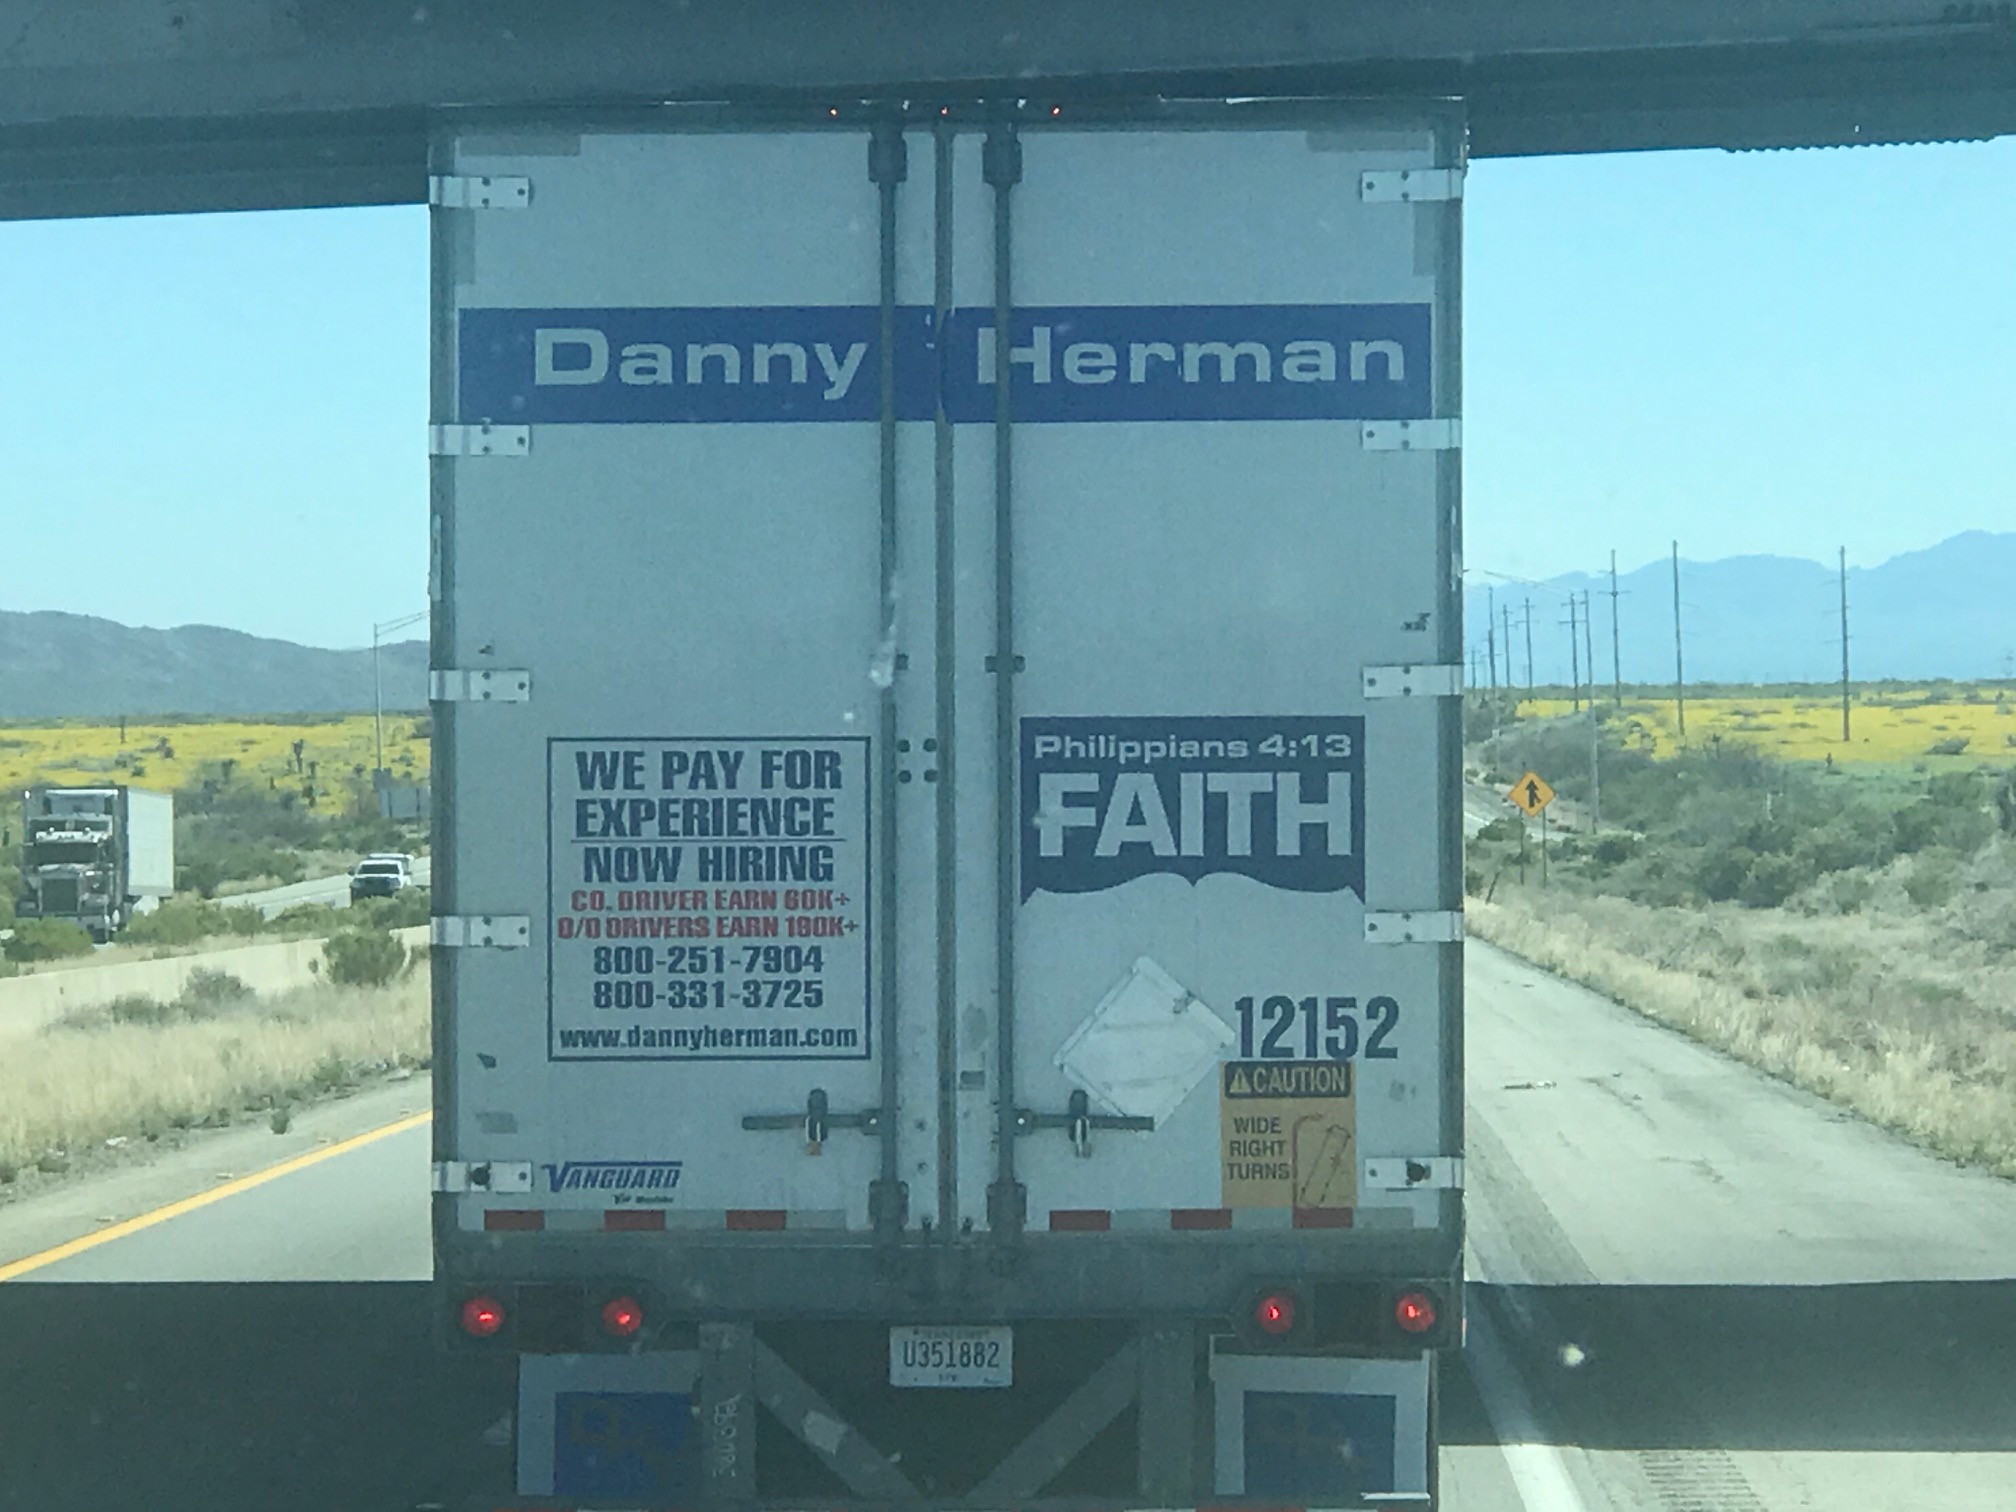 Danny Herman
WE PAY FOR
EXPERIENCE
NOW HIRING
CO. DRIVER EARN 60K+
O/O DRIVERS EARN 190K+
800-251-7904
800-331-3725
www.dannyherman.com
Philippians 4:13
FAITH
12152
CAUTION
WIDE
RIGHT
TURNS
VANGUARD
U351882